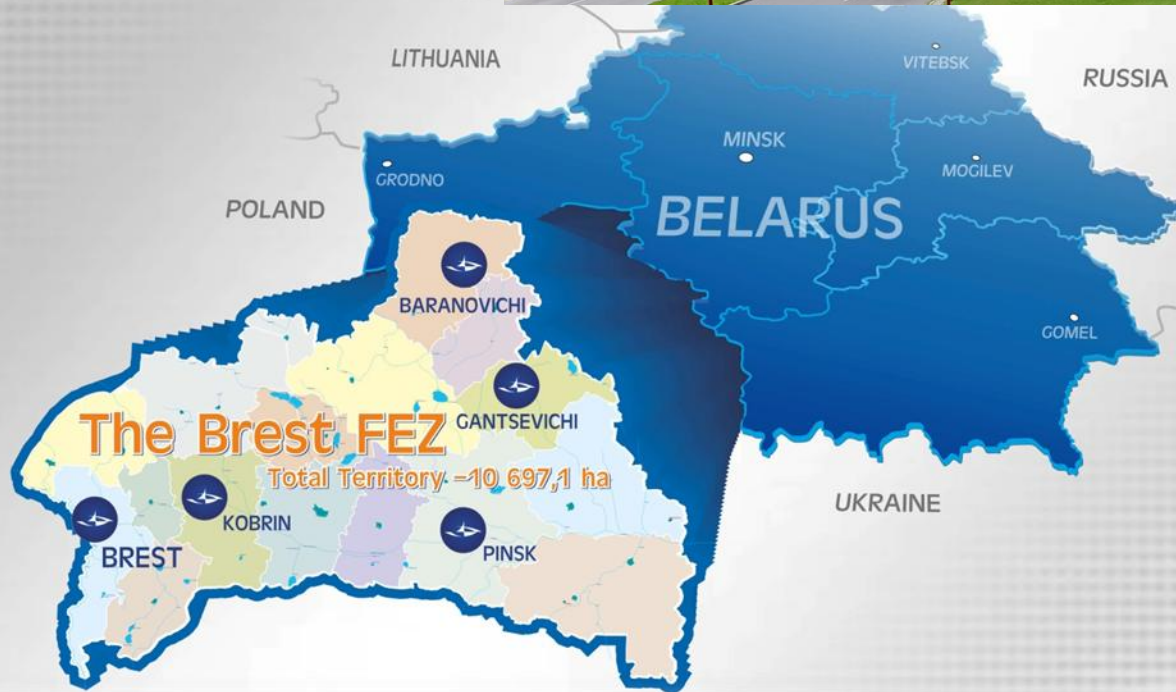 LITHUANIA
VITEBSK
RUSSIA
MINSK
GRODNO
MOGILEV
POLAND
BELARUS
BARANOVICHI
GOMEL
The Brest FEZ
GANTSEVICHI
Total Territory -10 697,1 ha
UKRAINE
KOBRIN
BREST
PINSK